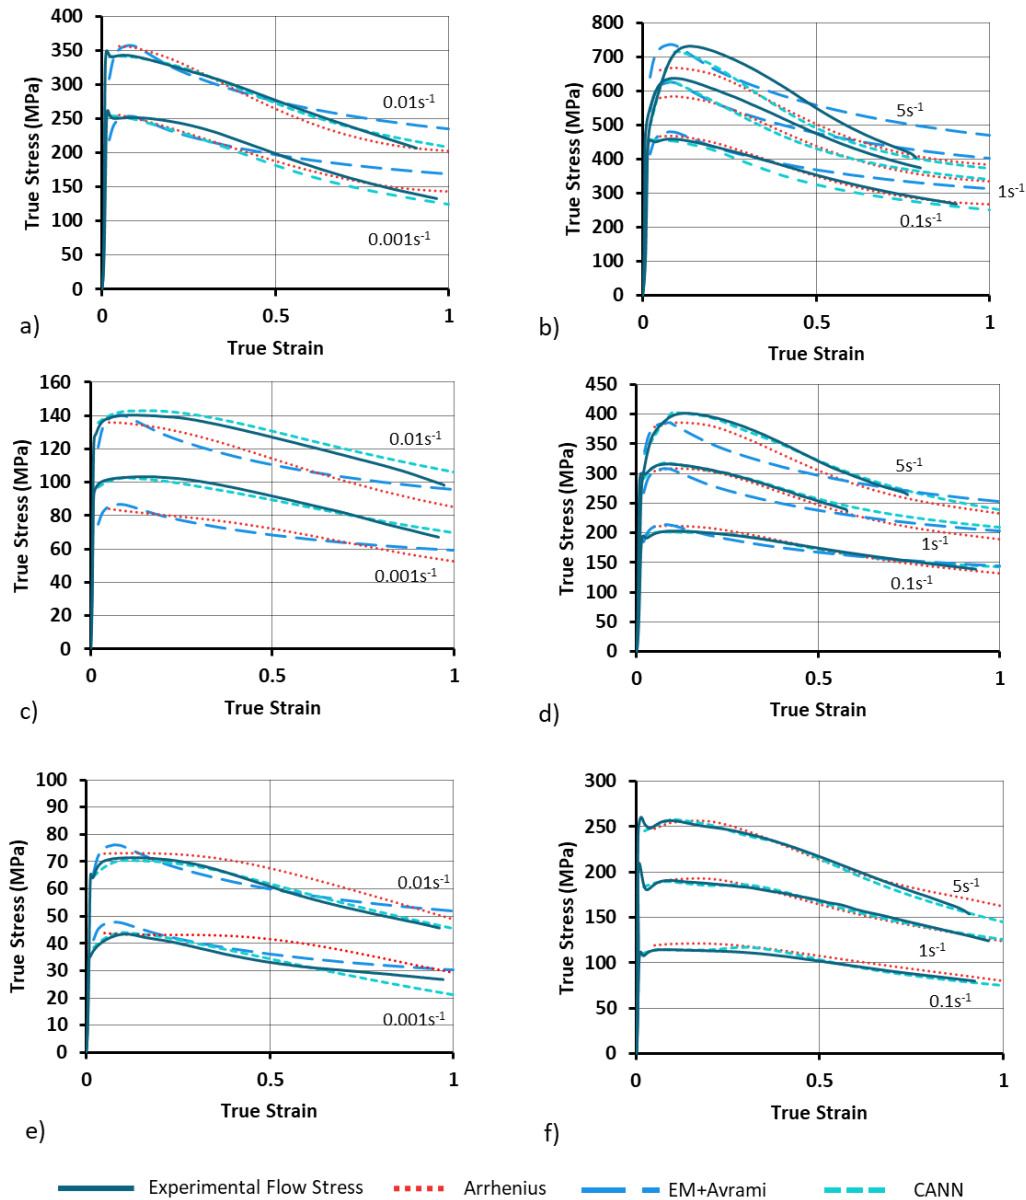 400
350
300
250
200
150
100
50
0
True Stress (MPa)
0.01s-1
0.001s-1
0
0.5
1
True Strain
a)
800
700
600
500
400
300
200
100
0
True Stress (MPa)
5s-1
1s-1
0.1s-1
0
0.5
1
True Strain
b)
160
140
120
100
80
60
40
20
0
True Stress (MPa)
0.01s-1
0.001s-1
0
0.5
1
True Strain
c)
450
400
350
300
250
200
150
100
50
0
True Stress (MPa)
5s-1
1s-1
0.1s-1
0
0.5
1
True Strain
d)
100
90
80
70
60
50
40
30
20
10
0
True Stress (MPa)
0.01s-1
0.001s-1
0
0.5
1
True Strain
e)
300
250
200
150
100
50
0
True Stress (MPa)
5s-1
1s-1
0.1s-1
0
0.5
1
True Strain
f)
Experimental Flow Stress
Arrhenius
EM+Avrami
CANN